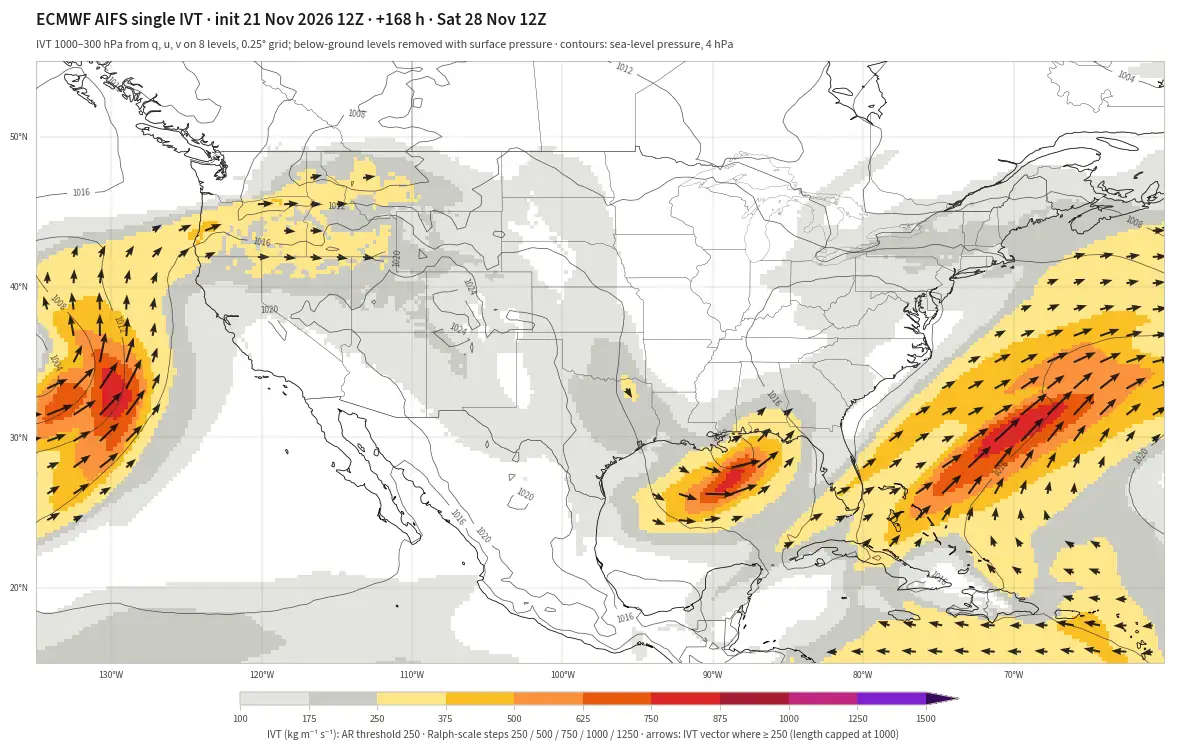 ECMWF AIFS single IVT · init 21 Nov 2026 12Z · +168 h · Sat 28 Nov 12Z
IVT 1000–300 hPa from q, u, v on 8 levels, 0.25° grid; below-ground levels removed with surface pressure · contours: sea-level pressure, 4 hPa
1012
1004
1008
50°N
1016
1012
1008
1016
1020
40°N
1024
1008
1020
1012
1024
1004
1016
30°N
1020
1016
1020
1016
1020
20°N
1016
1016
130°W 120°W 110°W 100°W 90°W 80°W 70°W
100 175 250 375 500 625 750 875 1000 1250 1500
IVT (kg m⁻¹ s⁻¹): AR threshold 250 · Ralph-scale steps 250 / 500 / 750 / 1000 / 1250 · arrows: IVT vector where ≥ 250 (length capped at 1000)